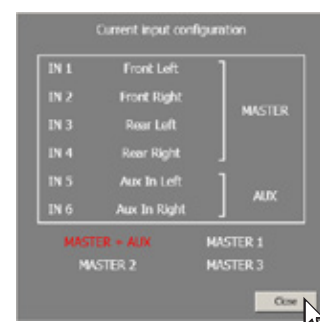 Current input configuration
IN 1 Front Left
IN 2 Front Right
MASTER
IN 3 Rear Left
IN 4 Rear Right
IN 5 Aux In Left
AUX
IN 6 Aux In Right
MASTER + AUX MASTER 1
MASTER 2 MASTER 3
Close